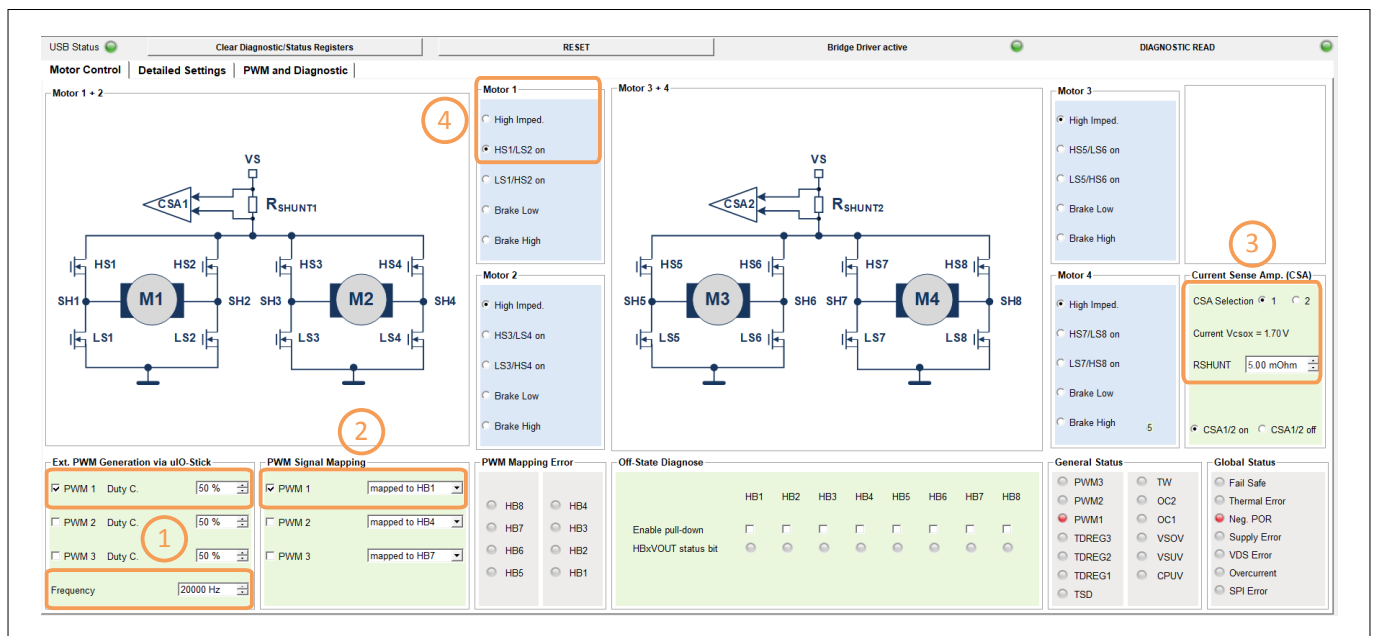 USB Status
Clear Diagnostic/Status Registers
RESET
Bridge Driver active
DIAGNOSTIC READ
Motor Control
Detailed Settings
PWM and Diagnostic
Motor 1 + 2
VS
CSA1
RSHUNT1
HS1
HS2
HS3
HS4
SH1
M1
SH2
SH3
M2
SH4
LS1
LS2
LS3
LS4
4
Motor 1
High Imped.
HS1/LS2 on
LS1/HS2 on
Brake Low
Brake High
Motor 2
High Imped.
HS3/LS4 on
LS3/HS4 on
Brake Low
Brake High
Motor 3 + 4
VS
CSA2
RSHUNT2
HS5
HS6
HS7
HS8
SH5
M3
SH6
SH7
M4
SH8
LS5
LS6
LS7
LS8
Motor 3
High Imped.
HS5/LS6 on
LS5/HS6 on
Brake Low
Brake High
Motor 4
High Imped.
HS7/LS8 on
LS7/HS8 on
Brake Low
Brake High
5
3
Current Sense Amp. (CSA)
CSA Selection 1 2
Current Vcsox = 1.70 V
RSHUNT 5.00 mOhm
CSA1/2 on CSA1/2 off
Ext. PWM Generation via uIO-Stick
PWM 1 Duty C. 50 %
PWM 2 Duty C. 50 %
1
PWM 3 Duty C. 50 %
Frequency 20000 Hz
2
PWM Signal Mapping
PWM 1 mapped to HB1
PWM 2 mapped to HB4
PWM 3 mapped to HB7
PWM Mapping Error
HB8 HB4
HB7 HB3
HB6 HB2
HB5 HB1
Off-State Diagnose
HB1 HB2 HB3 HB4 HB5 HB6 HB7 HB8
Enable pull-down
HBxVOUT status bit
General Status
PWM3 TW
PWM2 OC2
PWM1 OC1
TDREG3 VSOV
TDREG2 VSUV
TDREG1 CPUV
TSD
Global Status
Fail Safe
Thermal Error
Neg. POR
Supply Error
VDS Error
Overcurrent
SPI Error